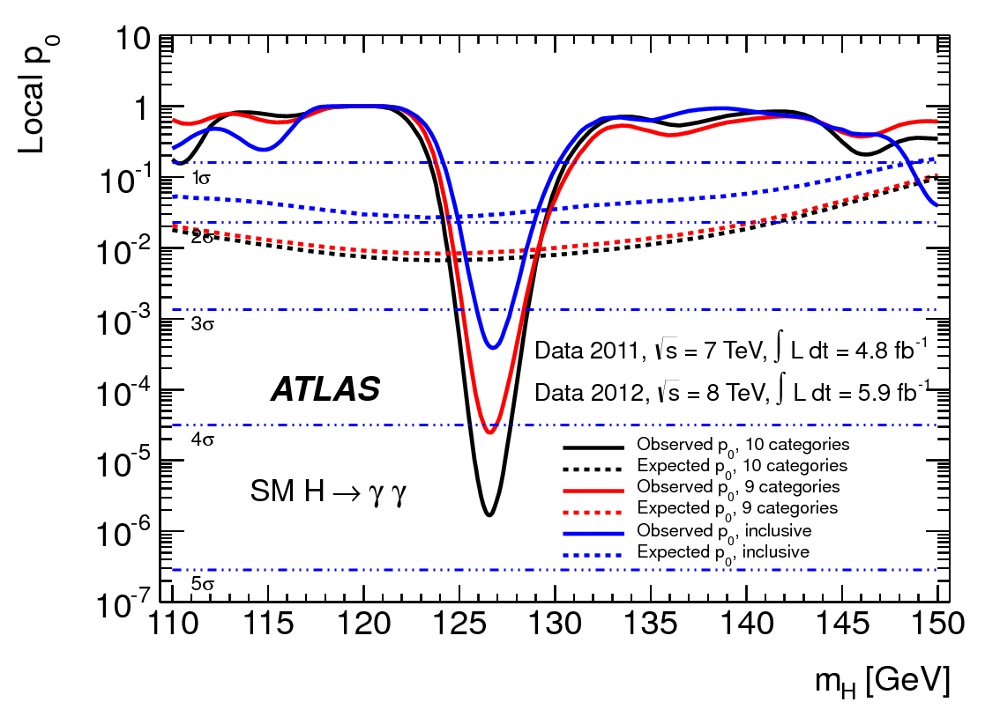 Local p0
10
1
10-1
10-2
10-3
10-4
10-5
10-6
10-7
1σ
2σ
3σ
4σ
5σ
Data 2011, √s = 7 TeV, ∫ L dt = 4.8 fb-1
Data 2012, √s = 8 TeV, ∫ L dt = 5.9 fb-1
ATLAS
SM H → γ γ
Observed p0, 10 categories
Expected p0, 10 categories
Observed p0, 9 categories
Expected p0, 9 categories
Observed p0, inclusive
Expected p0, inclusive
110 115 120 125 130 135 140 145 150
mH [GeV]